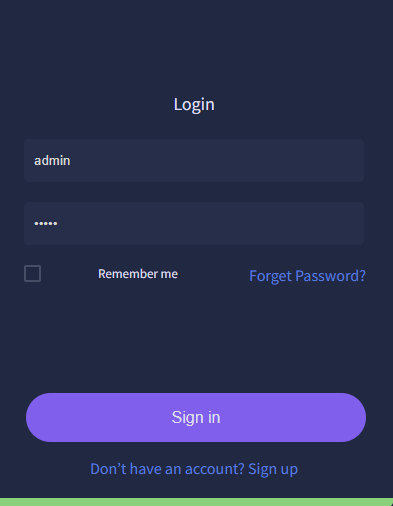 Login
admin
•••••
Remember me Forget Password?
Sign in
Don't have an account? Sign up